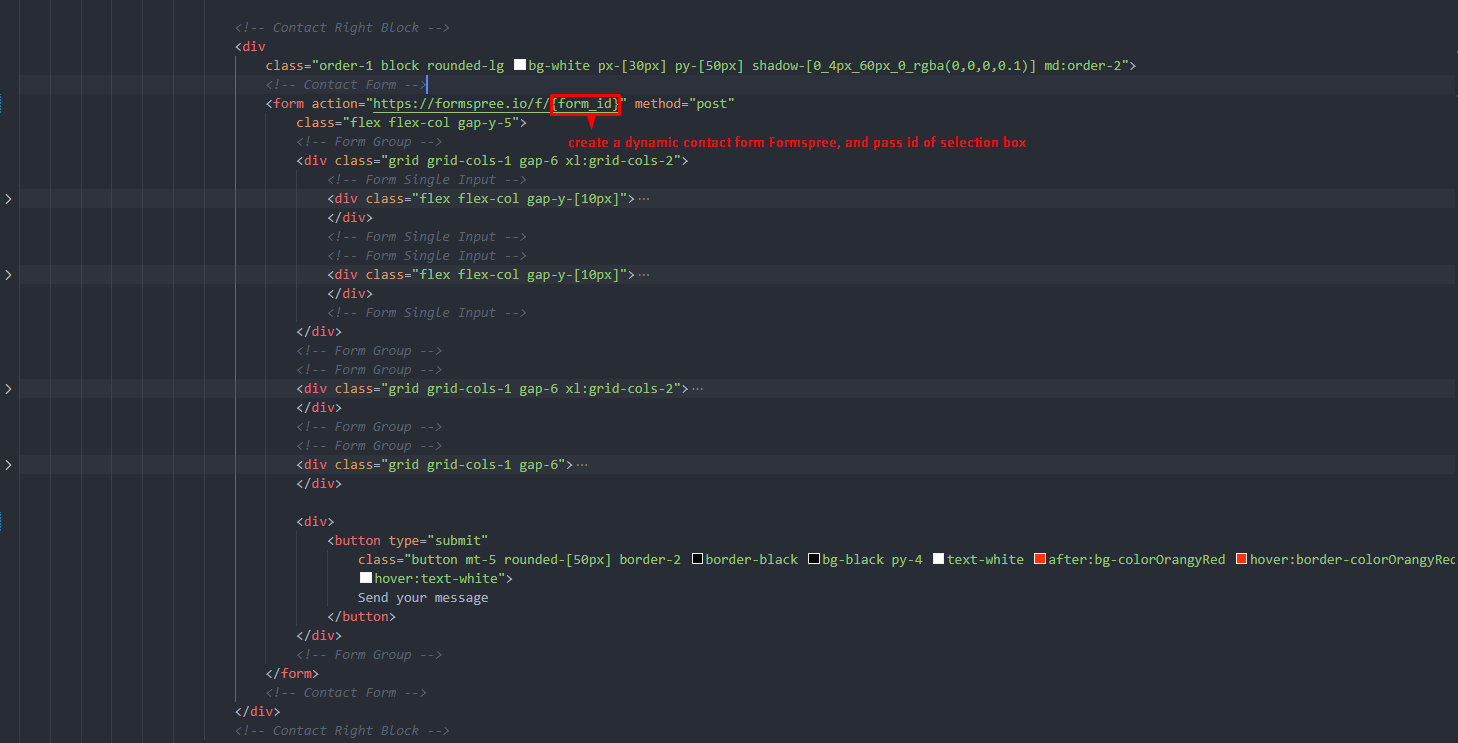 <!-- Contact Right Block -->
<div
class="order-1 block rounded-lg bg-white px-[30px] py-[50px] shadow-[0_4px_60px_0_rgba(0,0,0,0.1)] md:order-2">
<!-- Contact Form -->
<form action="https://formspree.io/f/{form_id}" method="post"
class="flex flex-col gap-y-5">
<!-- Form Group -->
create a dynamic contact form Formspree, and pass id of selection box
<div class="grid grid-cols-1 gap-6 xl:grid-cols-2">
<!-- Form Single Input -->
<div class="flex flex-col gap-y-[10px]">…
</div>
<!-- Form Single Input -->
<!-- Form Single Input -->
<div class="flex flex-col gap-y-[10px]">…
</div>
<!-- Form Single Input -->
</div>
<!-- Form Group -->
<!-- Form Group -->
<div class="grid grid-cols-1 gap-6 xl:grid-cols-2">…
</div>
<!-- Form Group -->
<!-- Form Group -->
<div class="grid grid-cols-1 gap-6">…
</div>
<div>
<button type="submit"
class="button mt-5 rounded-[50px] border-2 border-black bg-black py-4 text-white after:bg-colorOrangyRed hover:border-colorOrangyRed
hover:text-white">
Send your message
</button>
</div>
<!-- Form Group -->
</form>
<!-- Contact Form -->
</div>
<!-- Contact Right Block -->